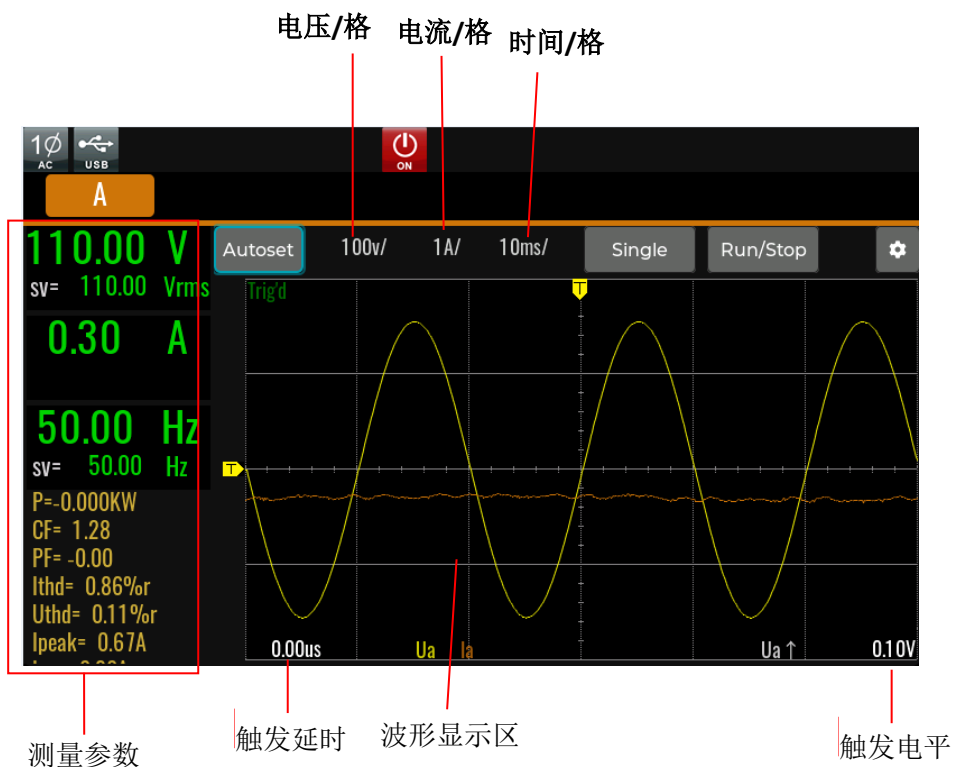 电压/格 电流/格 时间/格
1Ø
AC
USB
ON
A
110.00 V
sv= 110.00 Vrms
0.30 A
50.00 Hz
sv= 50.00 Hz
P=-0.000KW
CF= 1.28
PF= -0.00
Ithd= 0.86%r
Uthd= 0.11%r
Ipeak= 0.67A
Autoset 100v/ 1A/ 10ms/ Single Run/Stop
Trig'd
T
T
0.00us Ua Ia Ua↑ 0.10V
测量参数 触发延时 波形显示区 触发电平